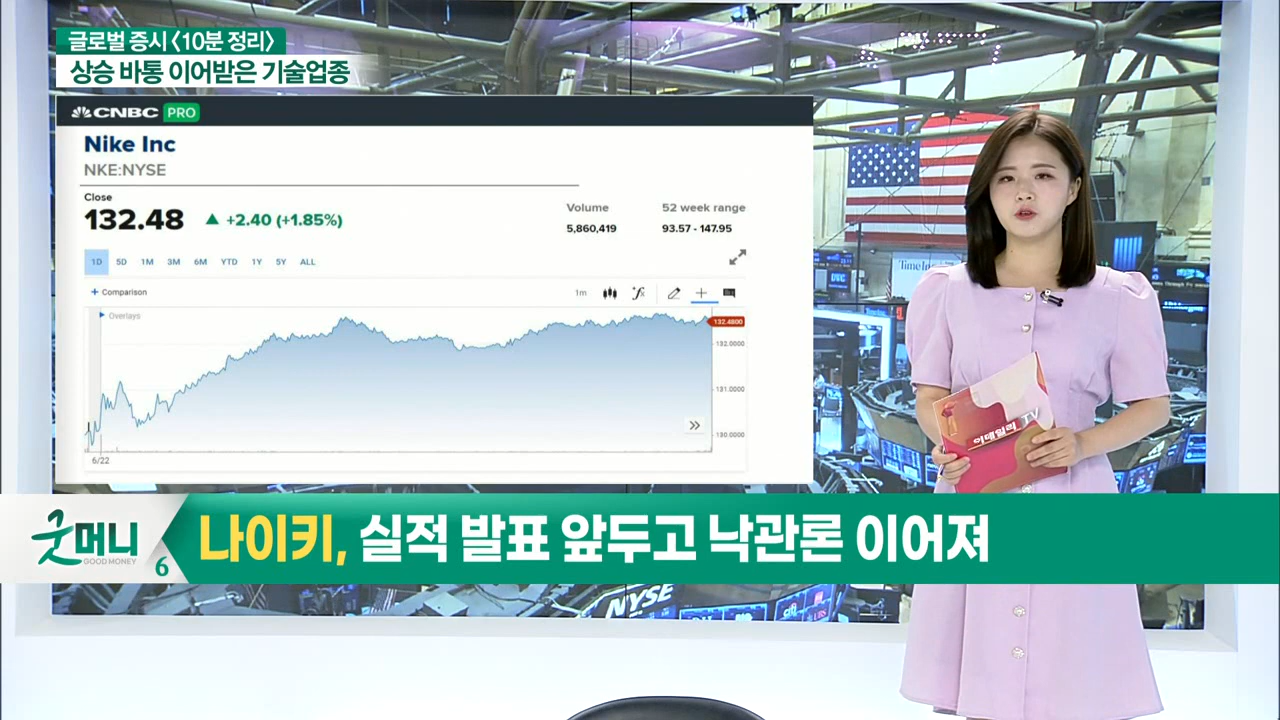 글로벌 증시 〈10분 정리〉
상승 바통 이어받은 기술업종
CNBC PRO
Nike Inc
NKE:NYSE
Close
132.48 ▲ +2.40 (+1.85%)
Volume
5,860,419
52 week range
93.57 - 147.95
1D 5D 1M 3M 6M YTD 1Y 5Y ALL
+ Comparison
1m
Overlays
132.4800
132.0000
131.0000
130.0000
6/22
TimeInc
이데일리 TV
굿머니
GOOD MONEY
6
나이키, 실적 발표 앞두고 낙관론 이어져
NYSE
citi
UBS